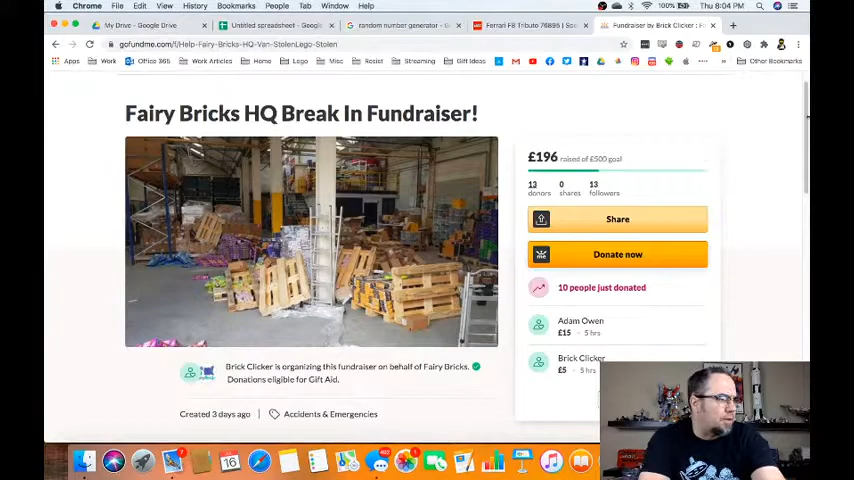 Chrome File Edit View History Bookmarks People Tab Window Help
100% Thu 8:04 PM
My Drive - Google Drive
Untitled spreadsheet - Google
random number generator - G
Ferrari F8 Tributo 76895 | S
Fundraiser by Brick Clicker : F
gofundme.com/f/Help-Fairy-Bricks-HQ-Van-StolenLego-Stolen
Apps Work Office 365 Work Articles Home Lego Misc Resist Streaming Gift Ideas Other Bookmarks
Fairy Bricks HQ Break In Fundraiser!
£196 raised of £500 goal
13 0 13
donors shares followers
Share
me Donate now
10 people just donated
Adam Owen
£15 · 5 hrs
Brick Clicker
£5 · 5 hrs
Brick Clicker is organizing this fundraiser on behalf of Fairy Bricks.
Donations eligible for Gift Aid.
Created 3 days ago | Accidents & Emergencies
16